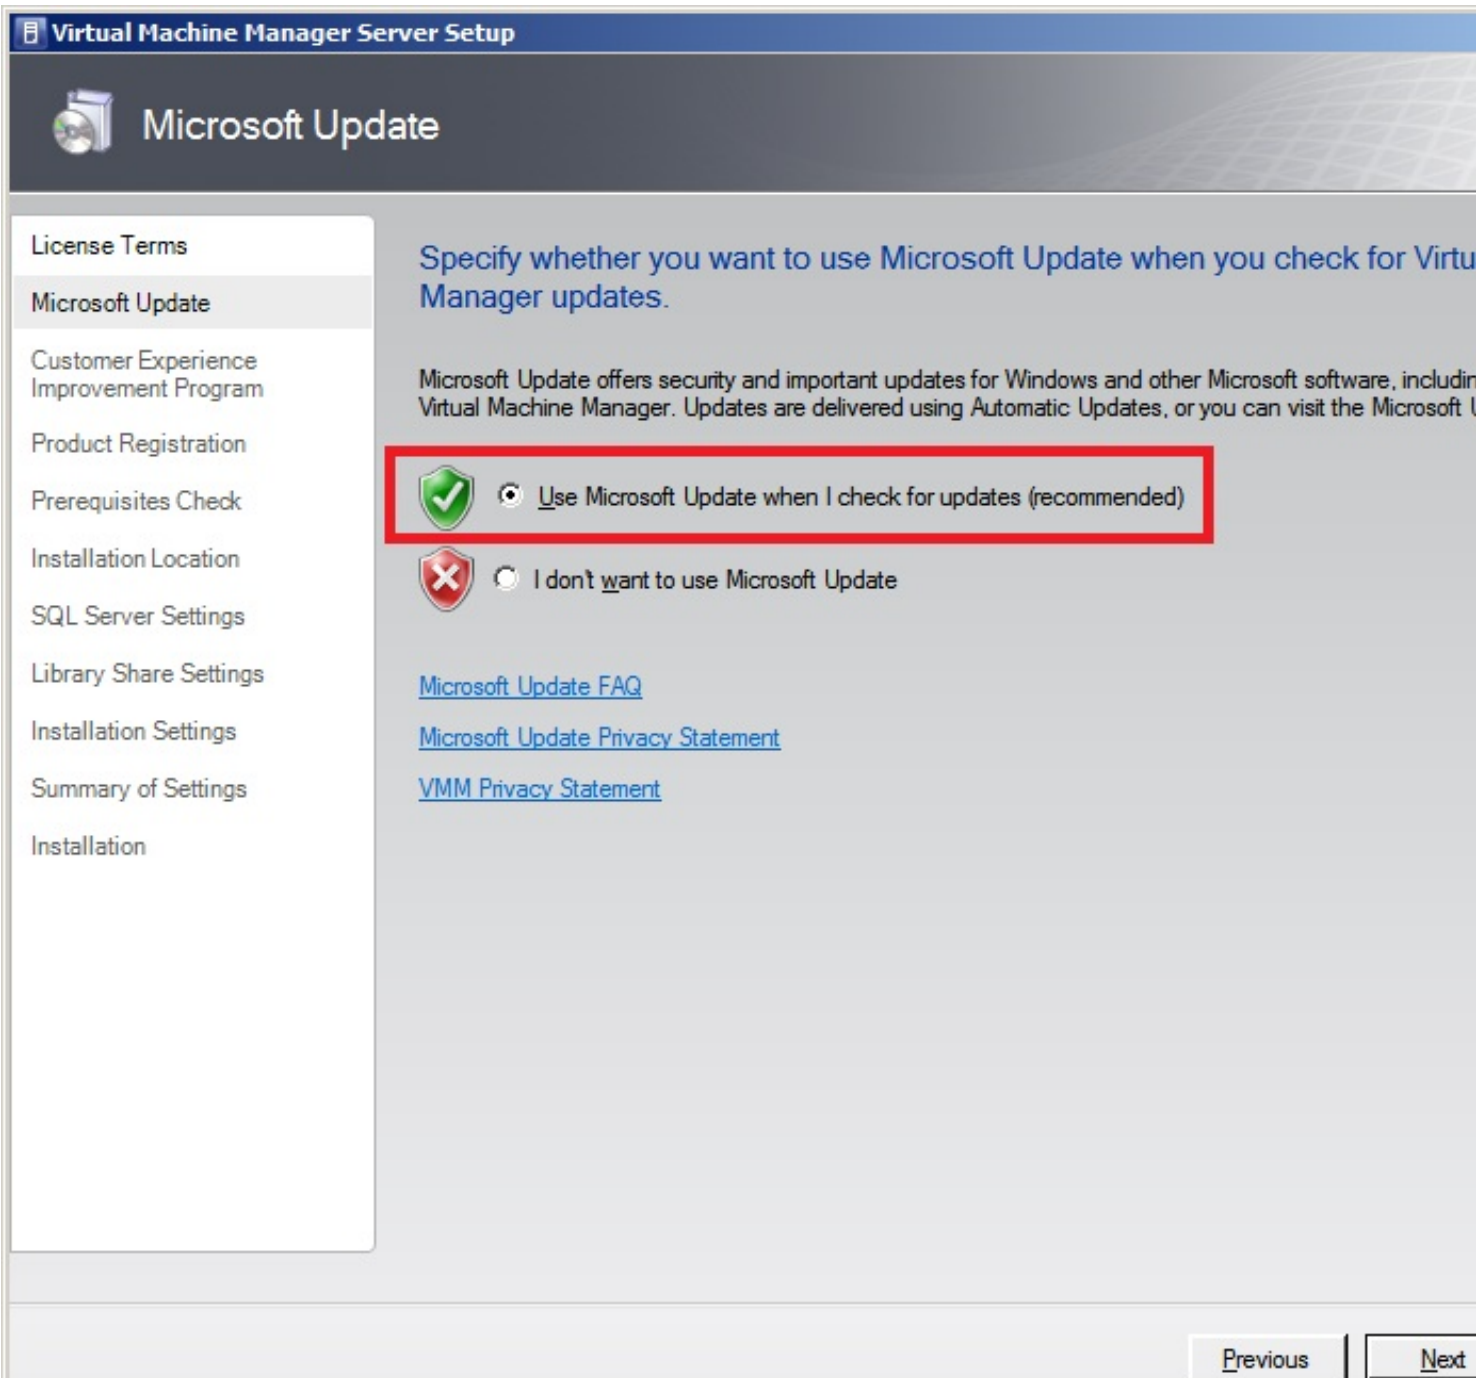 Virtual Machine Manager Server Setup
Microsoft Update
License Terms
Microsoft Update
Customer Experience
Improvement Program
Product Registration
Prerequisites Check
Installation Location
SQL Server Settings
Library Share Settings
Installation Settings
Summary of Settings
Installation
Specify whether you want to use Microsoft Update when you check for Virtu
Manager updates.
Microsoft Update offers security and important updates for Windows and other Microsoft software, includin
Virtual Machine Manager. Updates are delivered using Automatic Updates, or you can visit the Microsoft
Use Microsoft Update when I check for updates (recommended)
I don't want to use Microsoft Update
Microsoft Update FAQ
Microsoft Update Privacy Statement
VMM Privacy Statement
Previous
Next